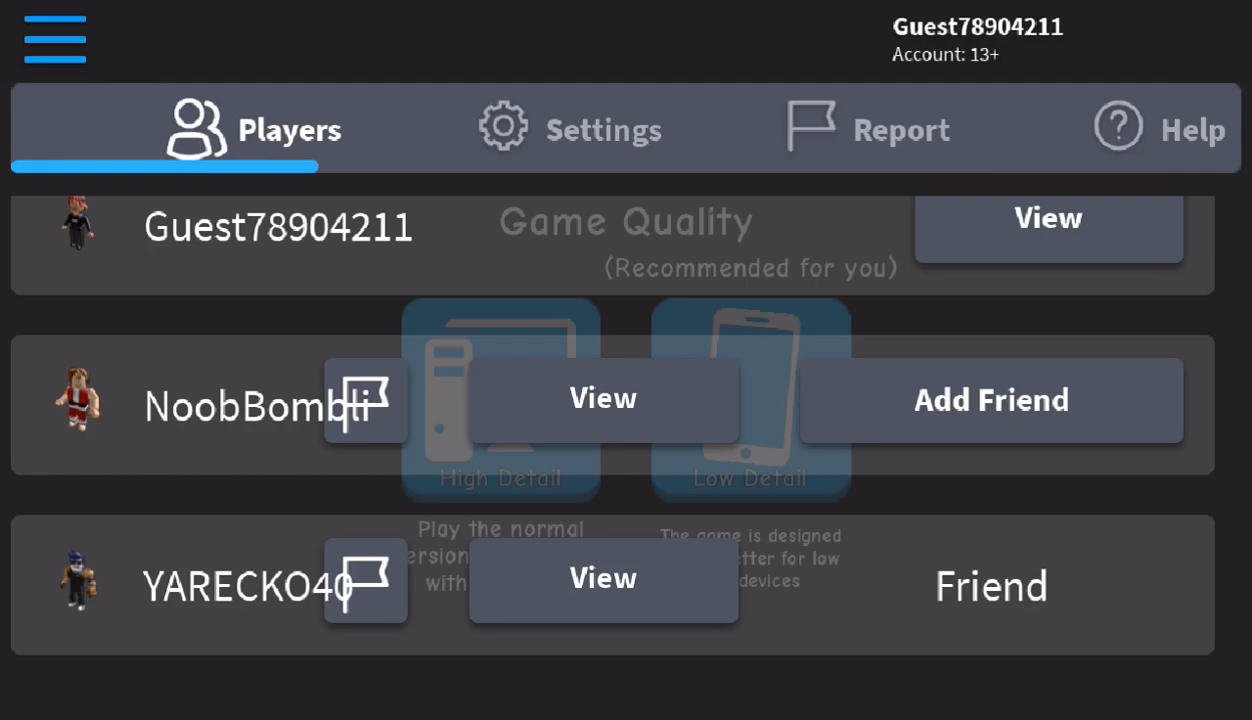 Guest78904211
Account: 13+
Players
Settings
Report
Help
Guest78904211
Game Quality
View
(Recommended for you)
NoobBombli
View
Add Friend
High Detail
Low Detail
Play the normal
The game is designed
etter for low
with
devices
YARECKO40
View
Friend